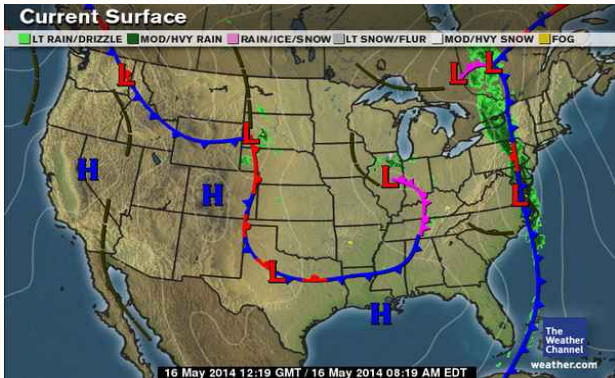 Current Surface
LT RAIN/DRIZZLE MOD/HVY RAIN RAIN/ICE/SNOW LT SNOW/FLUR MOD/HVY SNOW FOG
L
L
L
L
L
H
H
L
L
H
The
Weather
Channel
weather.com
16 May 2014 12:19 GMT / 16 May 2014 08:19 AM EDT